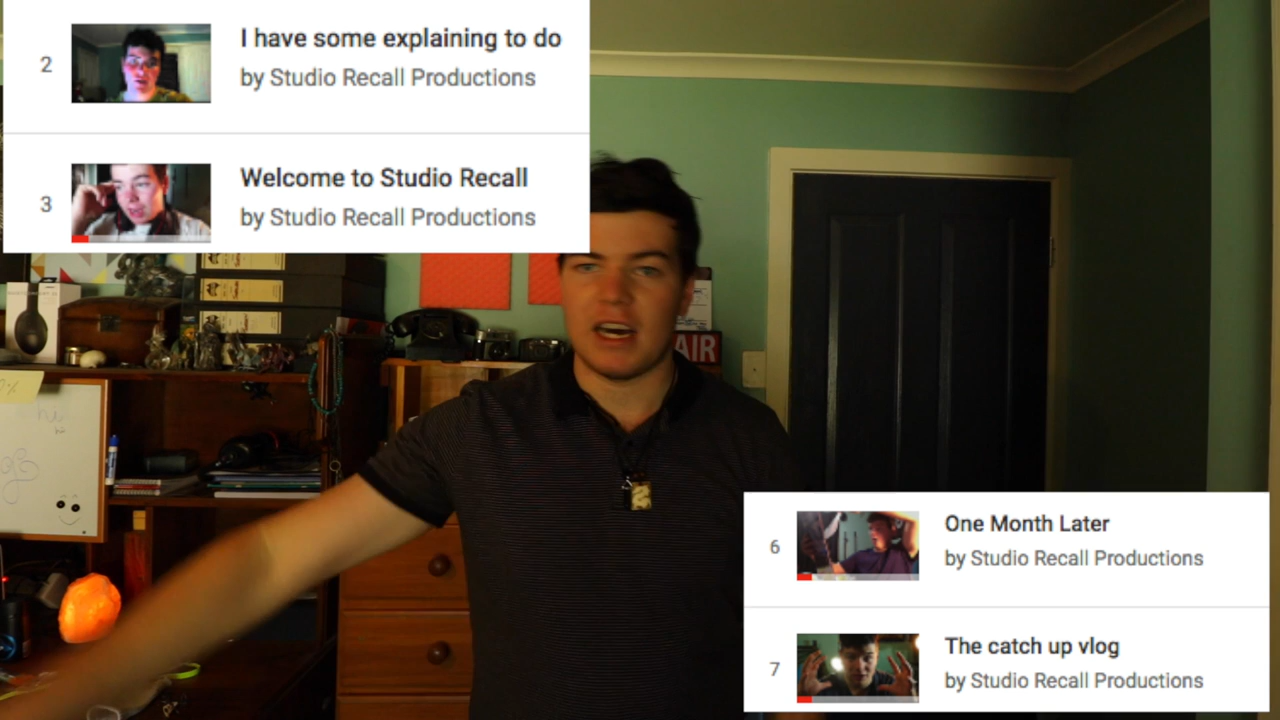 2
I have some explaining to do
by Studio Recall Productions
3
Welcome to Studio Recall
by Studio Recall Productions
AIR
hi
6
One Month Later
by Studio Recall Productions
7
The catch up vlog
by Studio Recall Productions